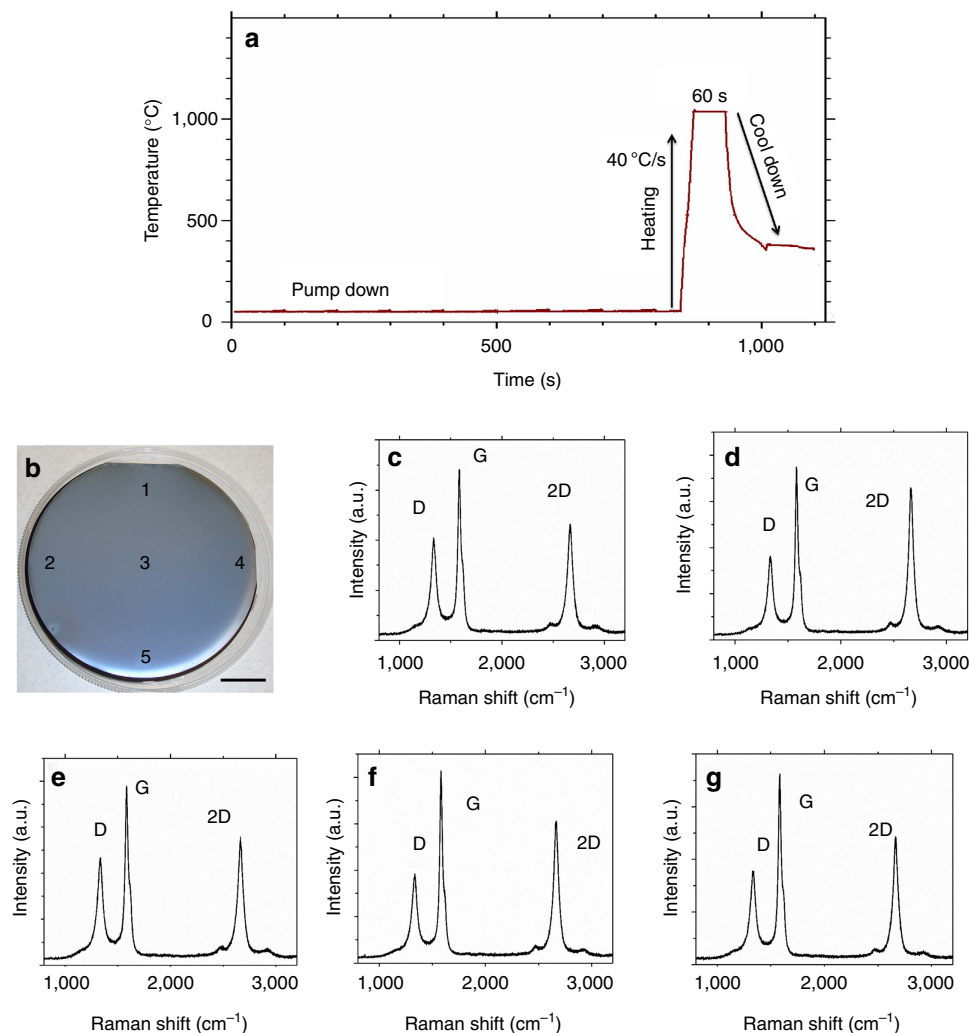 a
Temperature (°C)
1,000
500
0
60 s
40 °C/s
Heating
Cool down
Pump down
0
500
1,000
Time (s)
b
1
2
3
4
5
c
G
D
2D
Intensity (a.u.)
1,000
2,000
3,000
Raman shift (cm⁻¹)
d
G
D
2D
Intensity (a.u.)
1,000
2,000
3,000
Raman shift (cm⁻¹)
e
G
D
2D
Intensity (a.u.)
1,000
2,000
3,000
Raman shift (cm⁻¹)
f
G
D
2D
Intensity (a.u.)
1,000
2,000
3,000
Raman shift (cm⁻¹)
g
G
D
2D
Intensity (a.u.)
1,000
2,000
3,000
Raman shift (cm⁻¹)